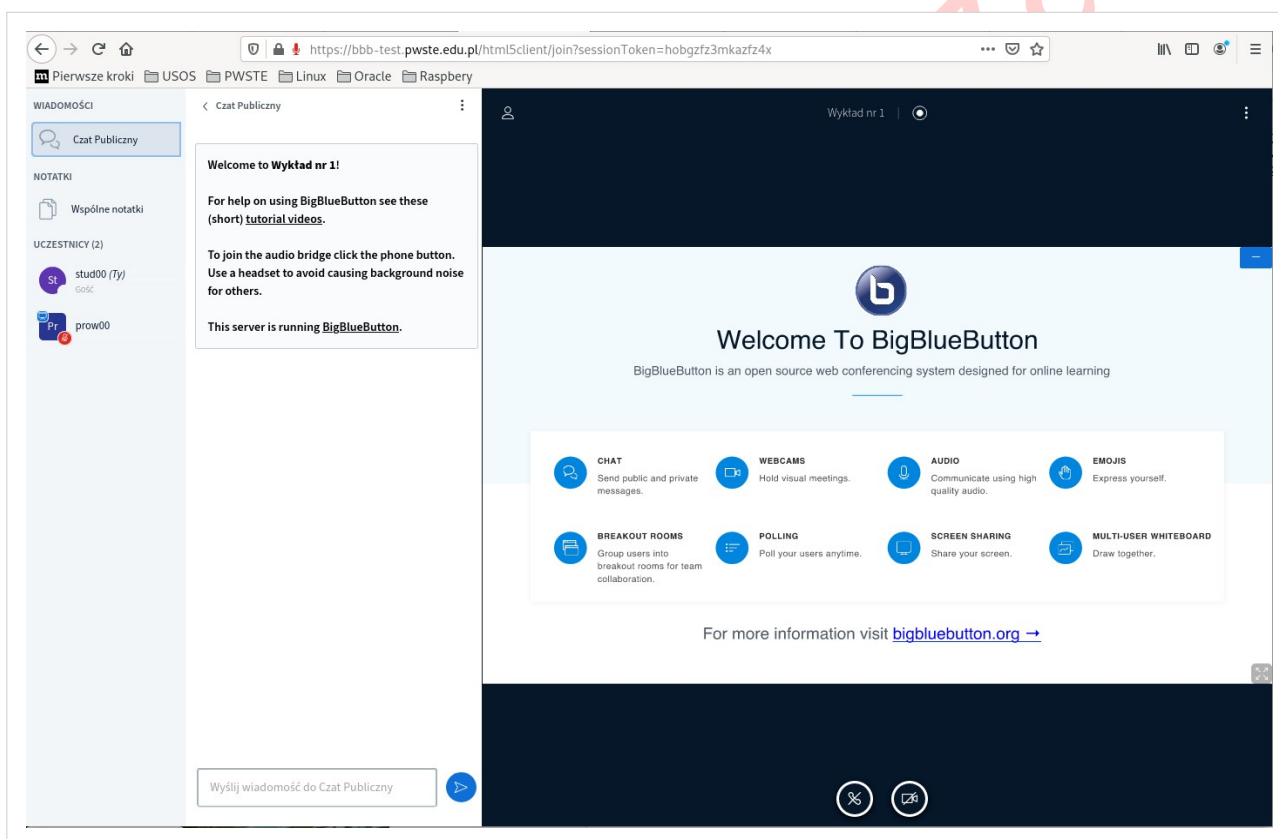 https://bbb-test.pwste.edu.pl/html5client/join?sessionToken=hobgzfz3mkazfz4x
m Pierwsze kroki USOS PWSTE Linux Oracle Raspbery
WIADOMOŚCI
Czat Publiczny
NOTATKI
Wspólne notatki
UCZESTNICY (2)
St stud00 (Ty)
Gość
Pr prow00
Czat Publiczny
Welcome to Wykład nr 1!
For help on using BigBlueButton see these
(short) tutorial videos.
To join the audio bridge click the phone button.
Use a headset to avoid causing background noise
for others.
This server is running BigBlueButton.
Wyślij wiadomość do Czat Publiczny
Wykład nr 1
b
Welcome To BigBlueButton
BigBlueButton is an open source web conferencing system designed for online learning
CHAT
Send public and private
messages.
WEBCAMS
Hold visual meetings.
AUDIO
Communicate using high
quality audio.
EMOJIS
Express yourself.
BREAKOUT ROOMS
Group users into
breakout rooms for team
collaboration.
POLLING
Poll your users anytime.
SCREEN SHARING
Share your screen.
MULTI-USER WHITEBOARD
Draw together.
For more information visit bigbluebutton.org →